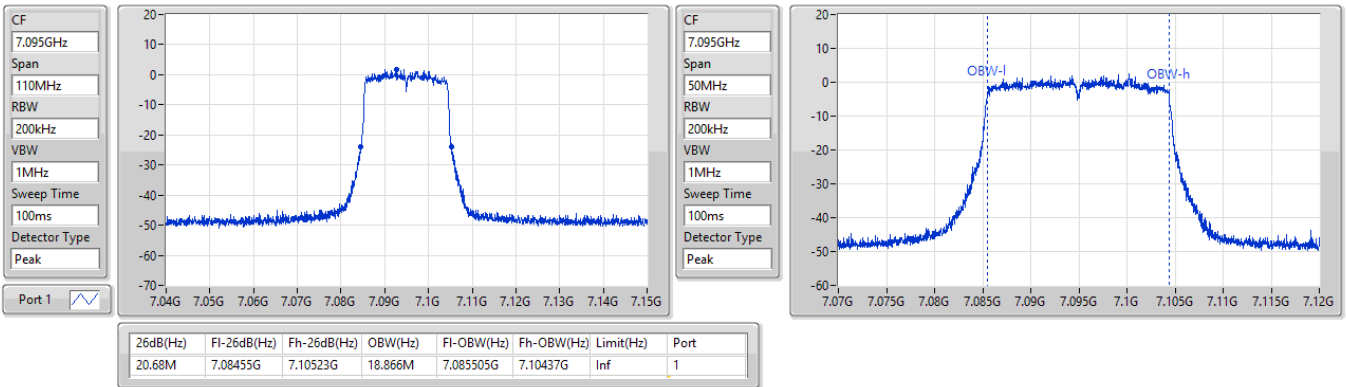 CF
7.095GHz
Span
110MHz
RBW
200kHz
VBW
1MHz
Sweep Time
100ms
Detector Type
Peak
Port 1
20
10
0
-10
-20
-30
-40
-50
-60
-70
7.04G 7.05G 7.06G 7.07G 7.08G 7.09G 7.1G 7.11G 7.12G 7.13G 7.14G 7.15G
CF
7.095GHz
Span
50MHz
RBW
200kHz
VBW
1MHz
Sweep Time
100ms
Detector Type
Peak
20
10
0
-10
-20
-30
-40
-50
-60
OBW-l OBW-h
7.07G 7.075G 7.08G 7.085G 7.09G 7.095G 7.1G 7.105G 7.11G 7.115G 7.12G
26dB(Hz) Fl-26dB(Hz) Fh-26dB(Hz) OBW(Hz) Fl-OBW(Hz) Fh-OBW(Hz) Limit(Hz) Port
20.68M 7.08455G 7.10523G 18.866M 7.085505G 7.10437G Inf 1